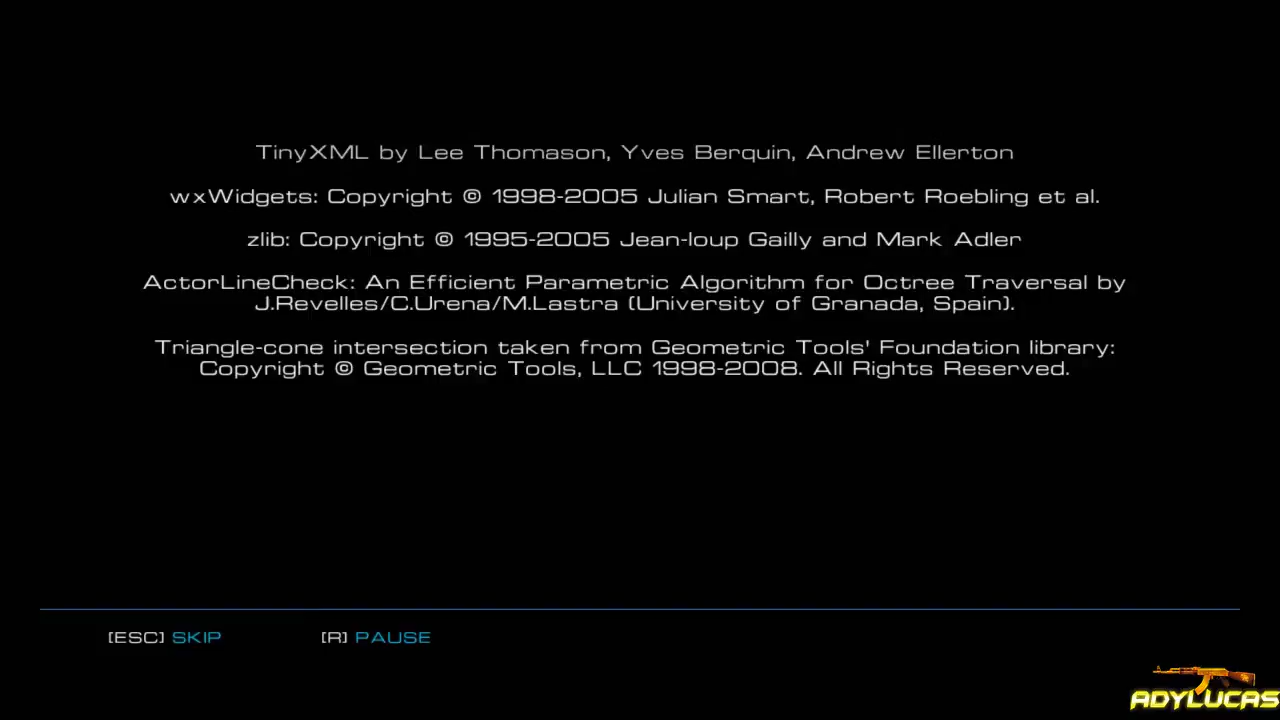 TinyXML by Lee Thomason, Yves Berquin, Andrew Ellerton
wxWidgets: Copyright © 1998-2005 Julian Smart, Robert Roebling et al.
zlib: Copyright © 1995-2005 Jean-loup Gailly and Mark Adler
ActorLineCheck: An Efficient Parametric Algorithm for Octree Traversal by
J.Revelles/C.Urena/M.Lastra (University of Granada, Spain).
Triangle-cone intersection taken from Geometric Tools' Foundation library:
Copyright © Geometric Tools, LLC 1998-2008. All Rights Reserved.
[ESC] SKIP [R] PAUSE
ADYLUCAS